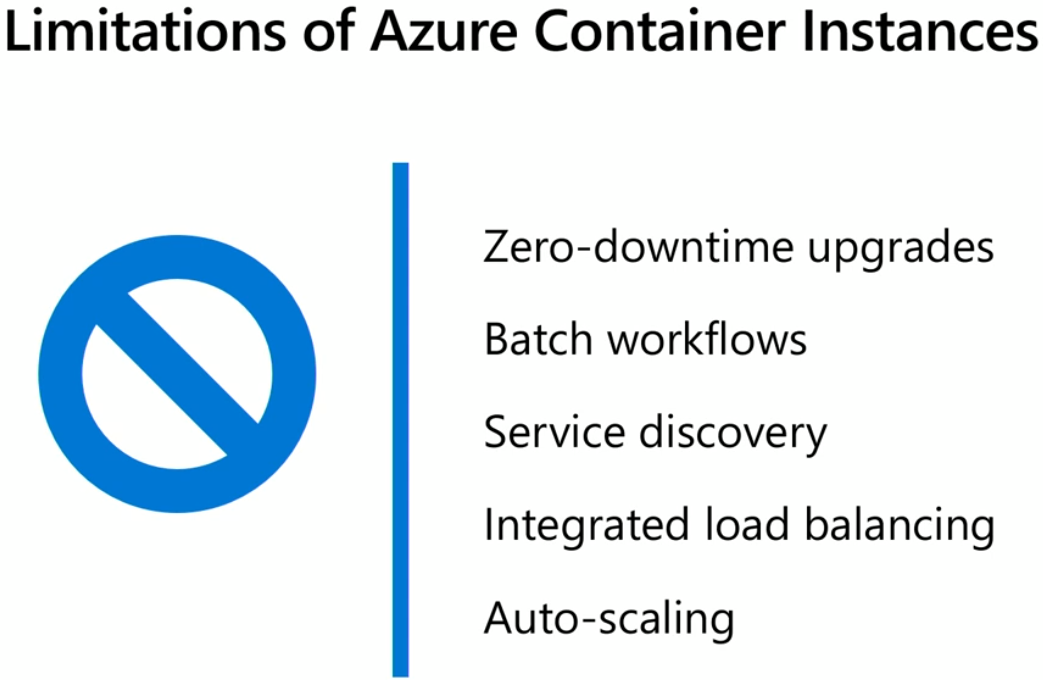 Limitations of Azure Container Instances
Zero-downtime upgrades
Batch workflows
Service discovery
Integrated load balancing
Auto-scaling